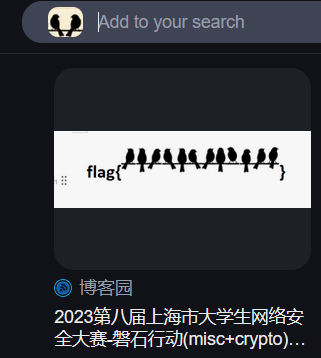 Add to your search
flag{
}
博客园
2023第八届上海市大学生网络安
全大赛-磐石行动(misc+crypto)…